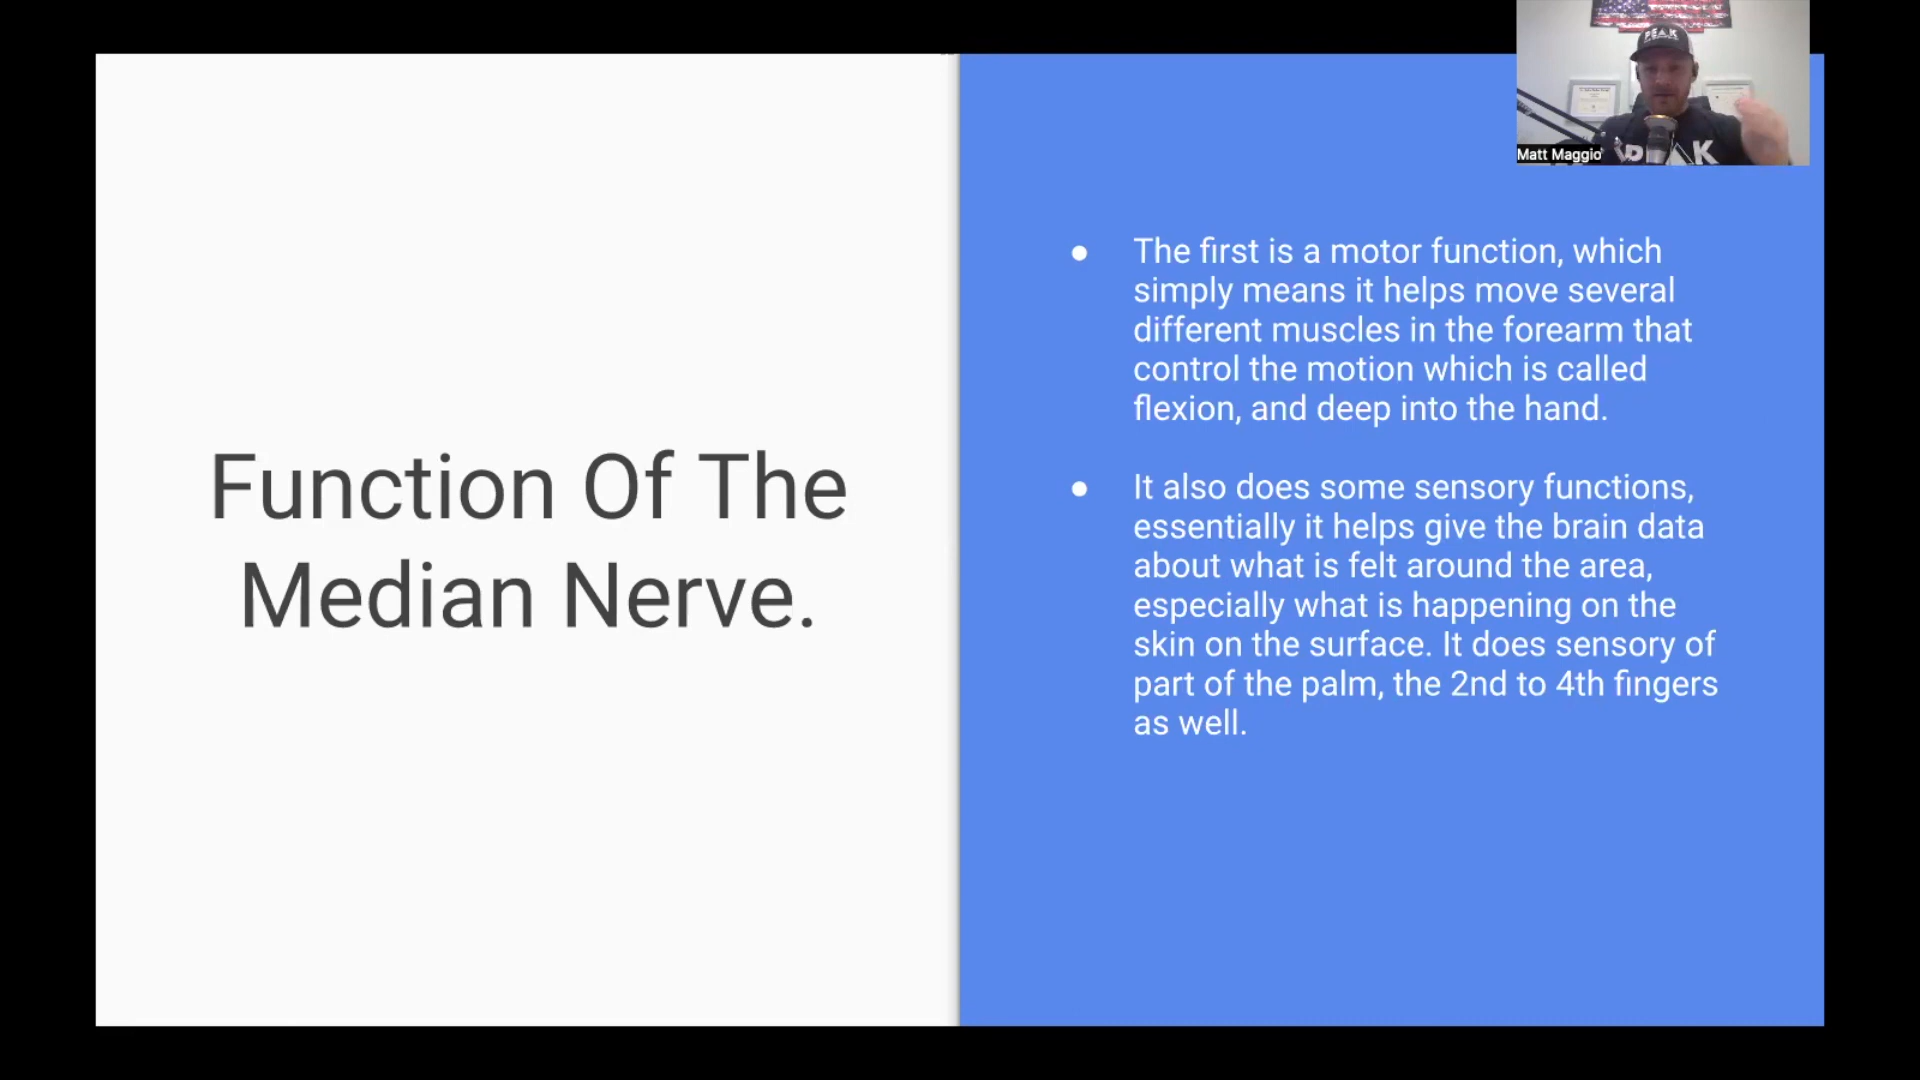 Function Of The
Median Nerve.
The first is a motor function, which
simply means it helps move several
different muscles in the forearm that
control the motion which is called
flexion, and deep into the hand.
It also does some sensory functions,
essentially it helps give the brain data
about what is felt around the area,
especially what is happening on the
skin on the surface. It does sensory of
part of the palm, the 2nd to 4th fingers
as well.
PEAK
Matt Maggio